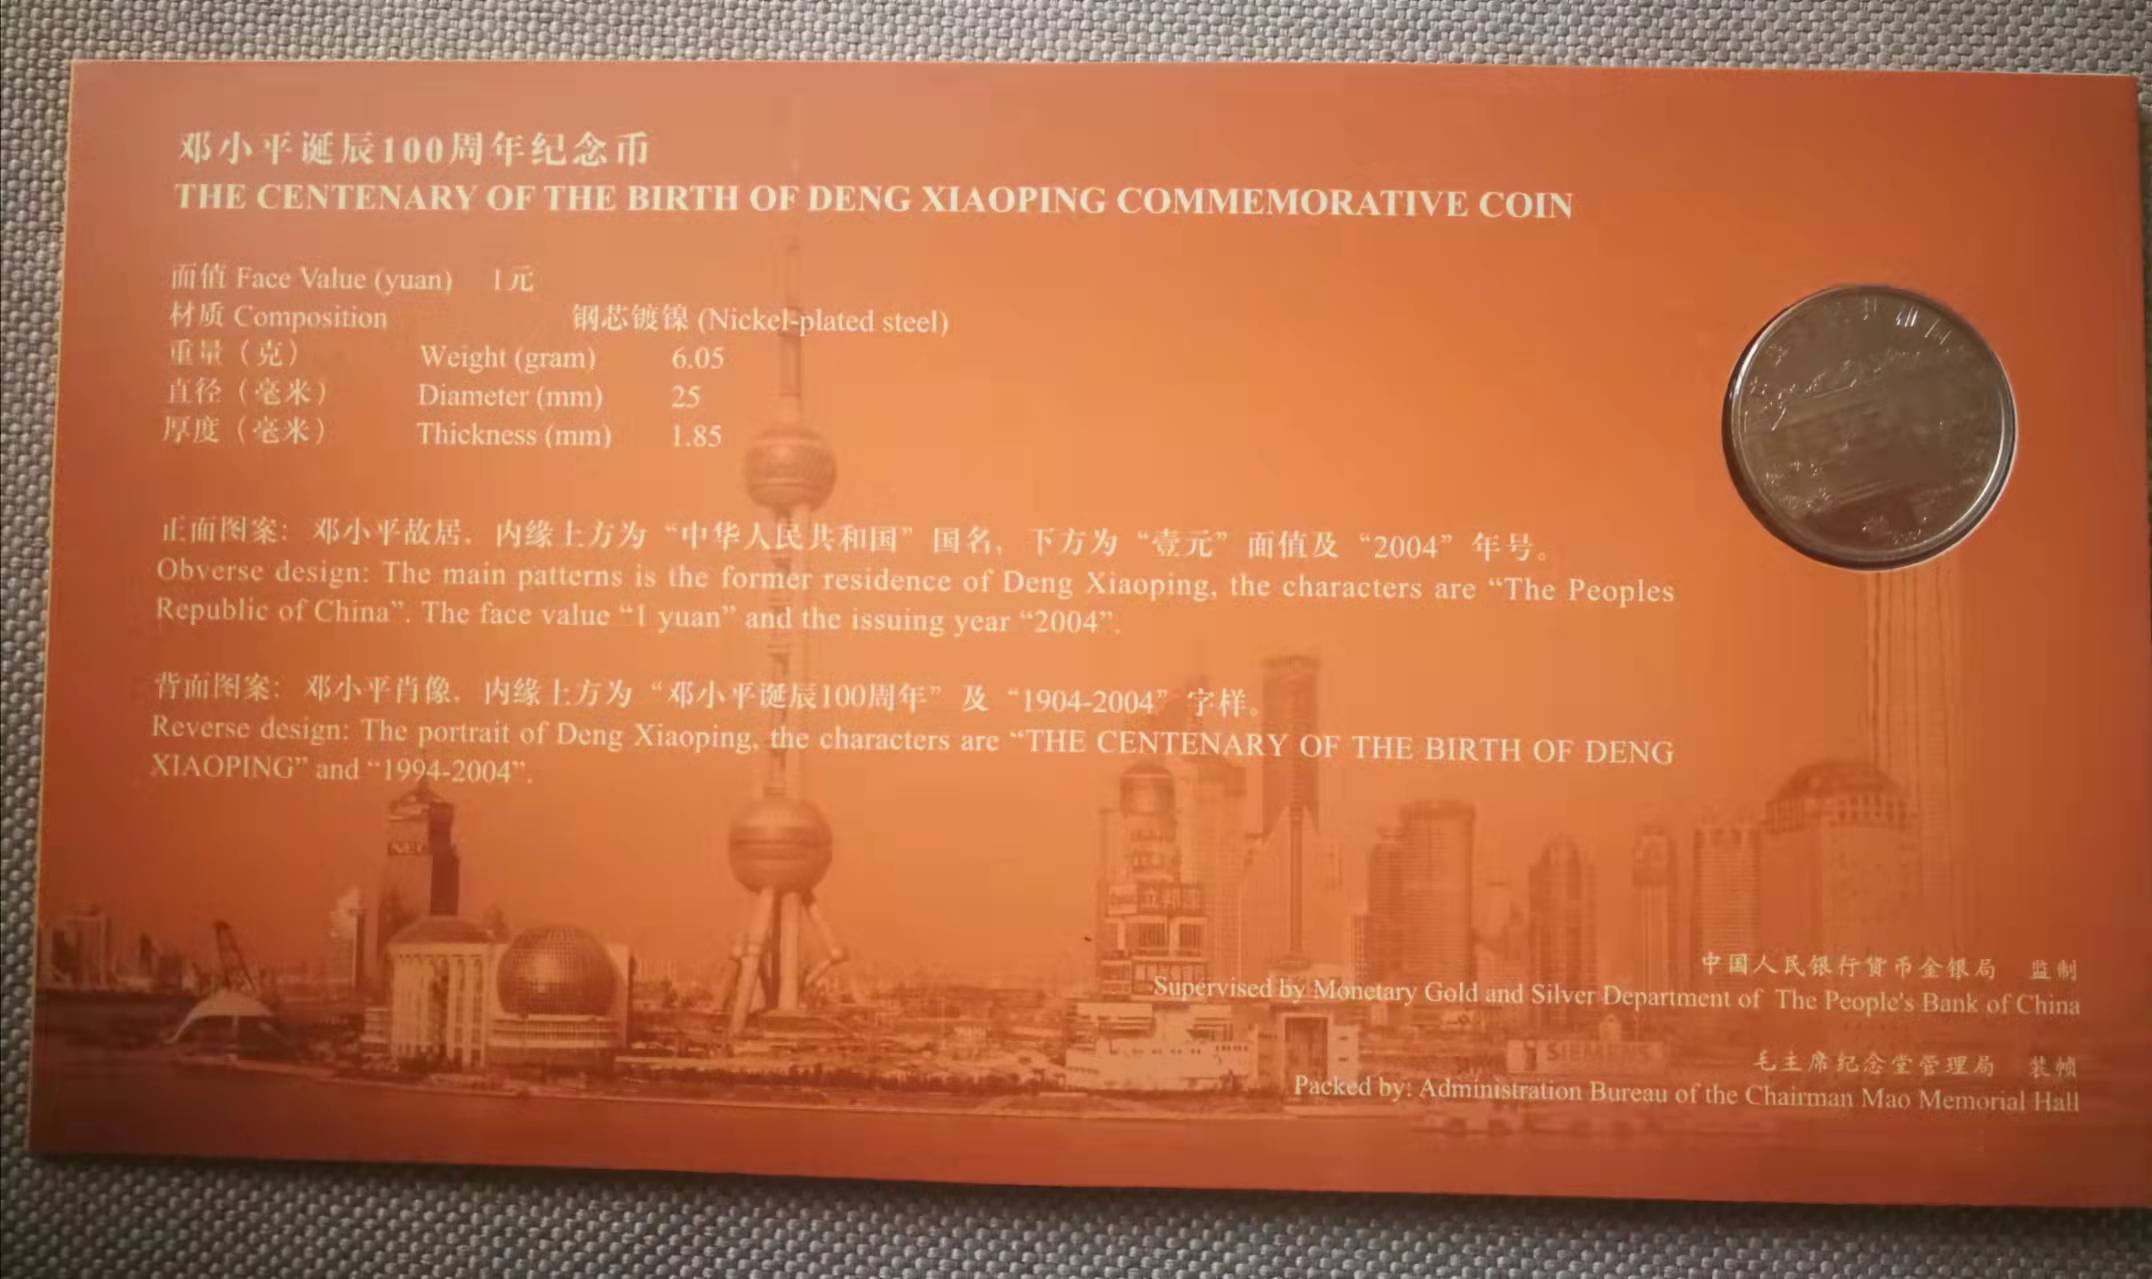 邓小平诞辰100周年纪念币
THE CENTENARY OF THE BIRTH OF DENG XIAOPING COMMEMORATIVE COIN
面值 Face Value (yuan) 1元
材质 Composition 钢芯镀镍 (Nickel-plated steel)
重量（克） Weight (gram) 6.05
直径（毫米） Diameter (mm) 25
厚度（毫米） Thickness (mm) 1.85
正面图案：邓小平故居，内缘上方为“中华人民共和国”国名，下方为“壹元”面值及“2004”年号。
Obverse design: The main patterns is the former residence of Deng Xiaoping, the characters are “The Peoples
Republic of China”. The face value “1 yuan” and the issuing year “2004”.
背面图案：邓小平肖像，内缘上方为“邓小平诞辰100周年”及“1904-2004”字样。
Reverse design: The portrait of Deng Xiaoping, the characters are “THE CENTENARY OF THE BIRTH OF DENG
XIAOPING” and “1994-2004”.
NEC
立邦漆
中国人民银行货币金银局 监制
Supervised by Monetary Gold and Silver Department of The People's Bank of China
SIEMENS
毛主席纪念堂管理局 装帧
Packed by: Administration Bureau of the Chairman Mao Memorial Hall